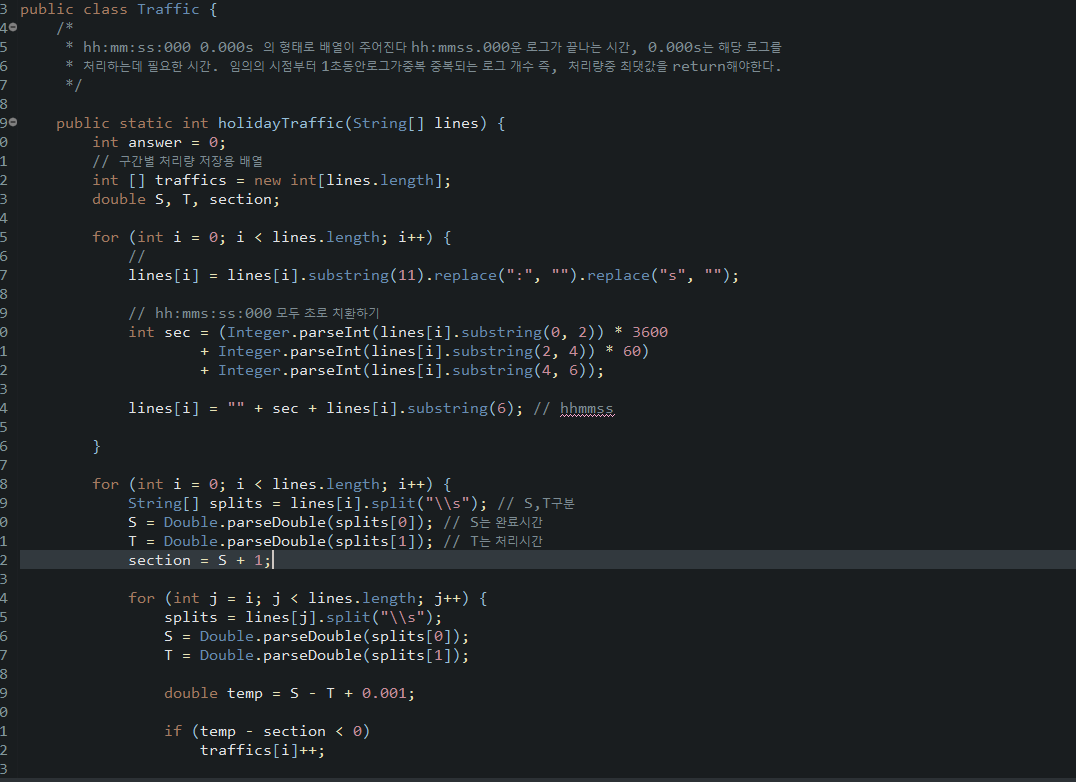 3 public class Traffic {
4 /*
5 * hh:mm:ss:000 0.000s 의 형태로 배열이 주어진다 hh:mmss.000운 로그가 끝나는 시간, 0.000s는 해당 로그를
6 * 처리하는데 필요한 시간. 임의의 시점부터 1초동안로그가중복 중복되는 로그 개수 즉, 처리량중 최댓값을 return해야한다.
7 */
8
9 public static int holidayTraffic(String[] lines) {
0 int answer = 0;
1 // 구간별 처리량 저장용 배열
2 int [] traffics = new int[lines.length];
3 double S, T, section;
4
5 for (int i = 0; i < lines.length; i++) {
6 //
7 lines[i] = lines[i].substring(11).replace(":", "").replace("s", "");
8
9 // hh:mms:ss:000 모두 초로 치환하기
0 int sec = (Integer.parseInt(lines[i].substring(0, 2)) * 3600
1 + Integer.parseInt(lines[i].substring(2, 4)) * 60)
2 + Integer.parseInt(lines[i].substring(4, 6));
3
4 lines[i] = "" + sec + lines[i].substring(6); // hhmmss
5
6 }
7
8 for (int i = 0; i < lines.length; i++) {
9 String[] splits = lines[i].split("\\s"); // S,T구분
0 S = Double.parseDouble(splits[0]); // S는 완료시간
1 T = Double.parseDouble(splits[1]); // T는 처리시간
2 section = S + 1;
3
4 for (int j = i; j < lines.length; j++) {
5 splits = lines[j].split("\\s");
6 S = Double.parseDouble(splits[0]);
7 T = Double.parseDouble(splits[1]);
8
9 double temp = S - T + 0.001;
0
1 if (temp - section < 0)
2 traffics[i]++;
3